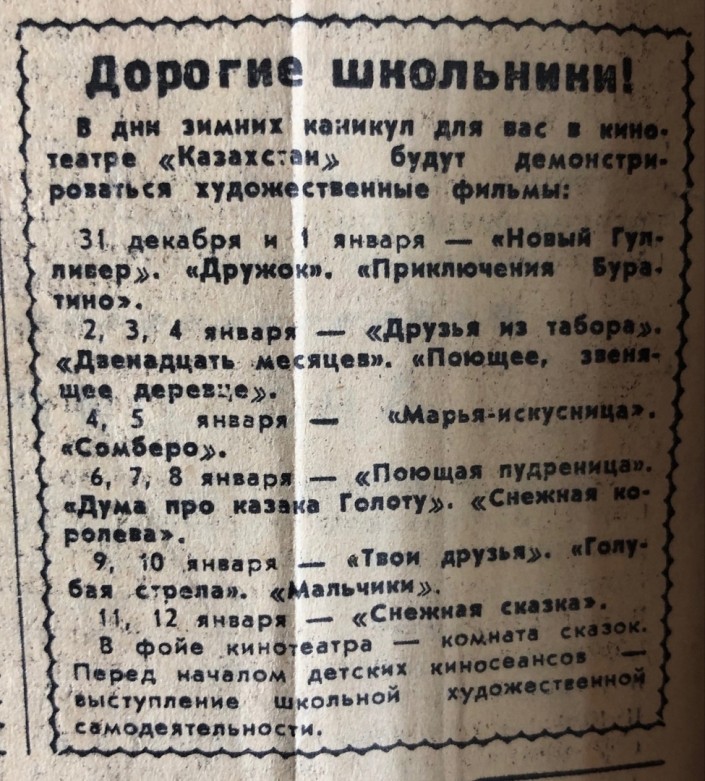 Дорогие школьники!
В дни зимних каникул для вас в кино-
театре «Казахстан» будут демонстри-
роваться художественные фильмы:
31 декабря и 1 января — «Новый Гул-
ливер». «Дружок». «Приключения Бура-
тино».
2, 3, 4 января — «Друзья из табора».
«Двенадцать месяцев». «Поющее, звеня-
щее деревце».
4, 5 января — «Марья-искусница».
«Сомберо».
6, 7, 8 января — «Поющая пудреница».
«Дума про казака Голоту». «Снежная ко-
ролева».
9, 10 января — «Твои друзья». «Голу-
бая стрела». «Мальчики».
11, 12 января — «Снежная сказка».
В фойе кинотеатра — комната сказок.
Перед началом детских киносеансов —
выступление школьной художественной
самодеятельности.